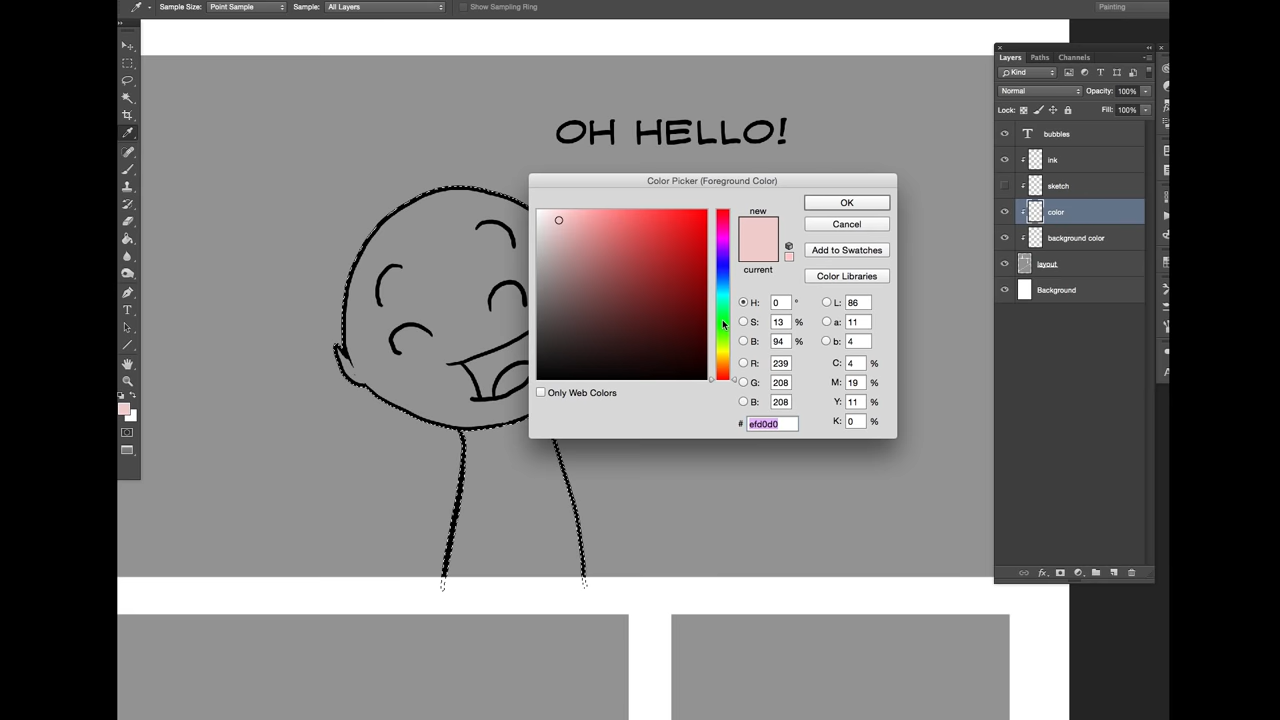 Sample Size: Point Sample Sample: All Layers Show Sampling Ring Painting
OH HELLO!
Color Picker (Foreground Color)
new
current
OK
Cancel
Add to Swatches
Color Libraries
H: 0 ° L: 86
S: 13 % a: 11
B: 94 % b: 4
R: 239 C: 4 %
G: 208 M: 19 %
B: 208 Y: 11 %
# efd0d0 K: 0 %
Only Web Colors
Layers Paths Channels
Kind
Normal Opacity: 100%
Lock: Fill: 100%
bubbles
ink
sketch
color
background color
layout
Background
fx